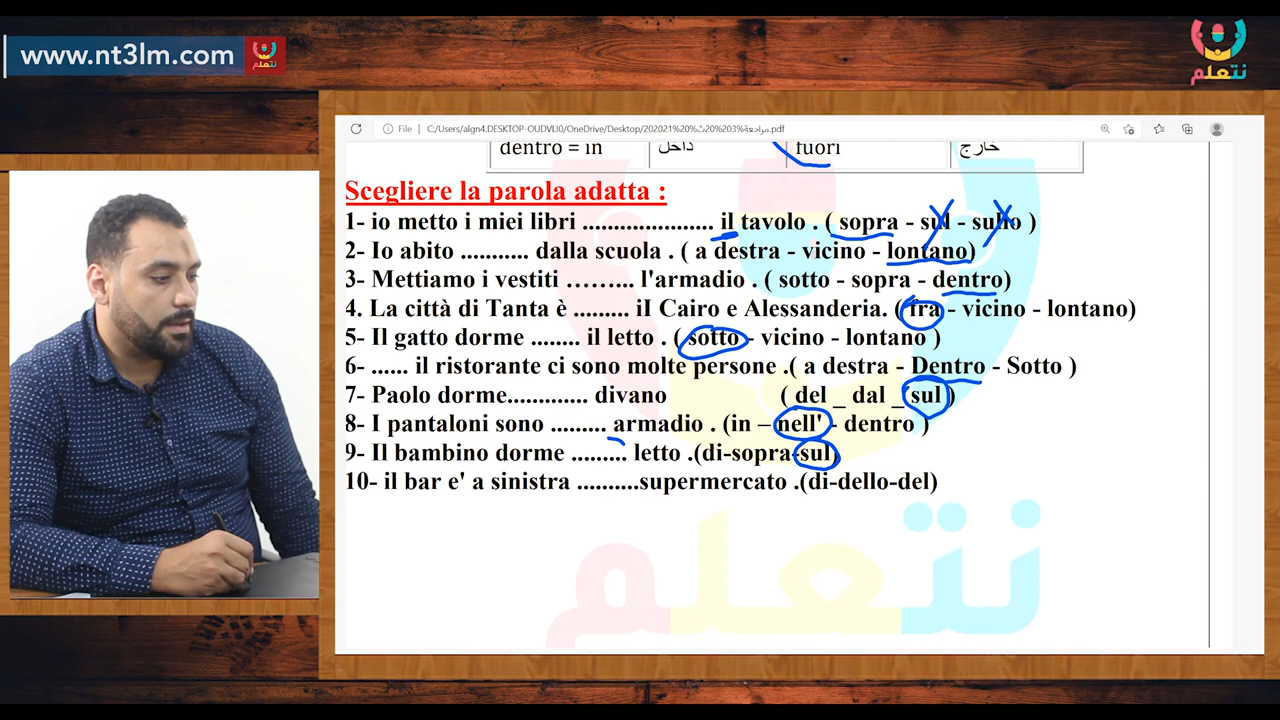 www.nt3lm.com
نتعلم
نتعلم
File C:/Users/algn4.DESKTOP-OUDVLI0/OneDrive/Desktop/202021%20%ث20%203%مراجعة.pdf
dentro = in داخل fuori خارج
Scegliere la parola adatta :
1- io metto i miei libri ...................... il tavolo . ( sopra - sul - sullo )
2- Io abito ........... dalla scuola . ( a destra - vicino - lontano)
3- Mettiamo i vestiti ……... l'armadio . ( sotto - sopra - dentro)
4. La città di Tanta è ......... iI Cairo e Alessanderia. ( fra - vicino - lontano)
5- Il gatto dorme ........ il letto . ( sotto - vicino - lontano )
6- ...... il ristorante ci sono molte persone .( a destra - Dentro - Sotto )
7- Paolo dorme............. divano ( del _ dal _ sul )
8- I pantaloni sono ......... armadio . (in – nell' - dentro )
9- Il bambino dorme ......... letto .(di-sopra-sul)
10- il bar e' a sinistra ..........supermercato .(di-dello-del)
نتعلم